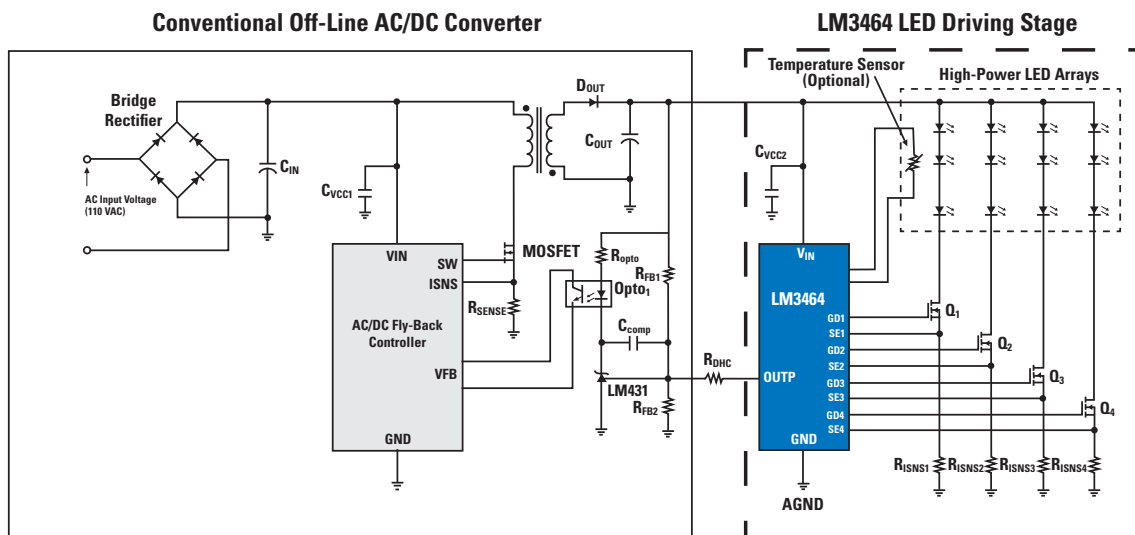 Conventional Off-Line AC/DC Converter
LM3464 LED Driving Stage
Temperature Sensor
(Optional)
High-Power LED Arrays
Bridge
Rectifier
DOUT
COUT
CIN
CVCC1
CVCC2
AC Input Voltage
(110 VAC)
MOSFET
VIN
SW
ISNS
RSENSE
AC/DC Fly-Back
Controller
VFB
GND
Ropto
RFB1
Opto1
Ccomp
LM431
RFB2
RDHC
VIN
LM3464
OUTP
GND
AGND
GD1
SE1
GD2
SE2
GD3
SE3
GD4
SE4
Q1
Q2
Q3
Q4
RISNS1
RISNS2
RISNS3
RISNS4